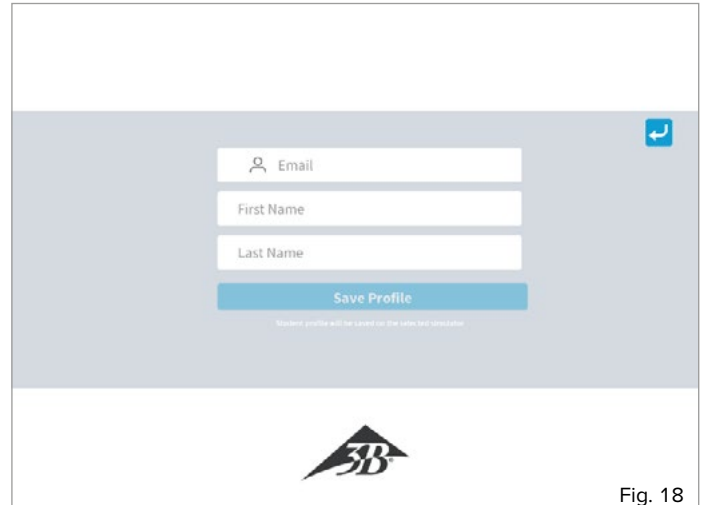 Email
First Name
Last Name
Save Profile
Student profile will be saved on the selected simulator
3B®
Fig. 18